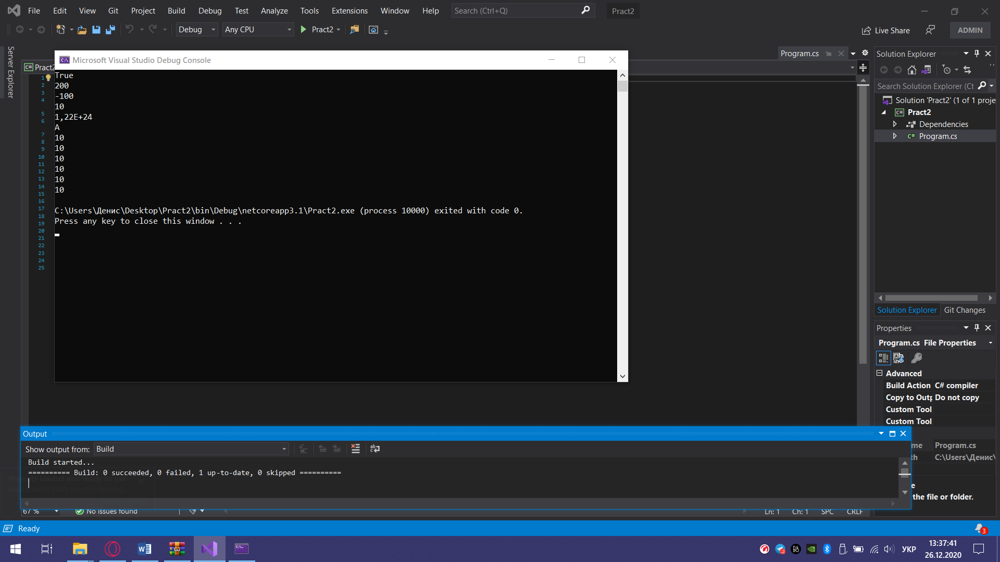 File Edit View Git Project Build Debug Test Analyze Tools Extensions Window Help Search (Ctrl+Q) Pract2
Debug Any CPU Pract2 Live Share ADMIN
Server Explorer
Pract2
Program.cs
1
2
3
4
5
6
7
8
9
10
11
12
13
14
15
16
17
18
19
20
21
22
23
24
25
Microsoft Visual Studio Debug Console
True
200
-100
10
1,22E+24
A
10
10
10
10
10
10
C:\Users\Денис\Desktop\Pract2\bin\Debug\netcoreapp3.1\Pract2.exe (process 10000) exited with code 0.
Press any key to close this window . . .
Solution Explorer
Search Solution Explorer (Ct
Solution 'Pract2' (1 of 1 proje
Pract2
Dependencies
Program.cs
Solution Explorer Git Changes
Properties
Program.cs File Properties
Advanced
Build Action C# compiler
Copy to Outp Do not copy
Custom Tool
Custom Tool
me Program.cs
th C:\Users\Денис\
e
the file or folder.
Output
Show output from: Build
Build started...
========== Build: 0 succeeded, 0 failed, 1 up-to-date, 0 skipped ==========
67 % No issues found Ln: 1 Ch: 1 SPC CRLF
Ready 3
УКР 13:37:41
26.12.2020